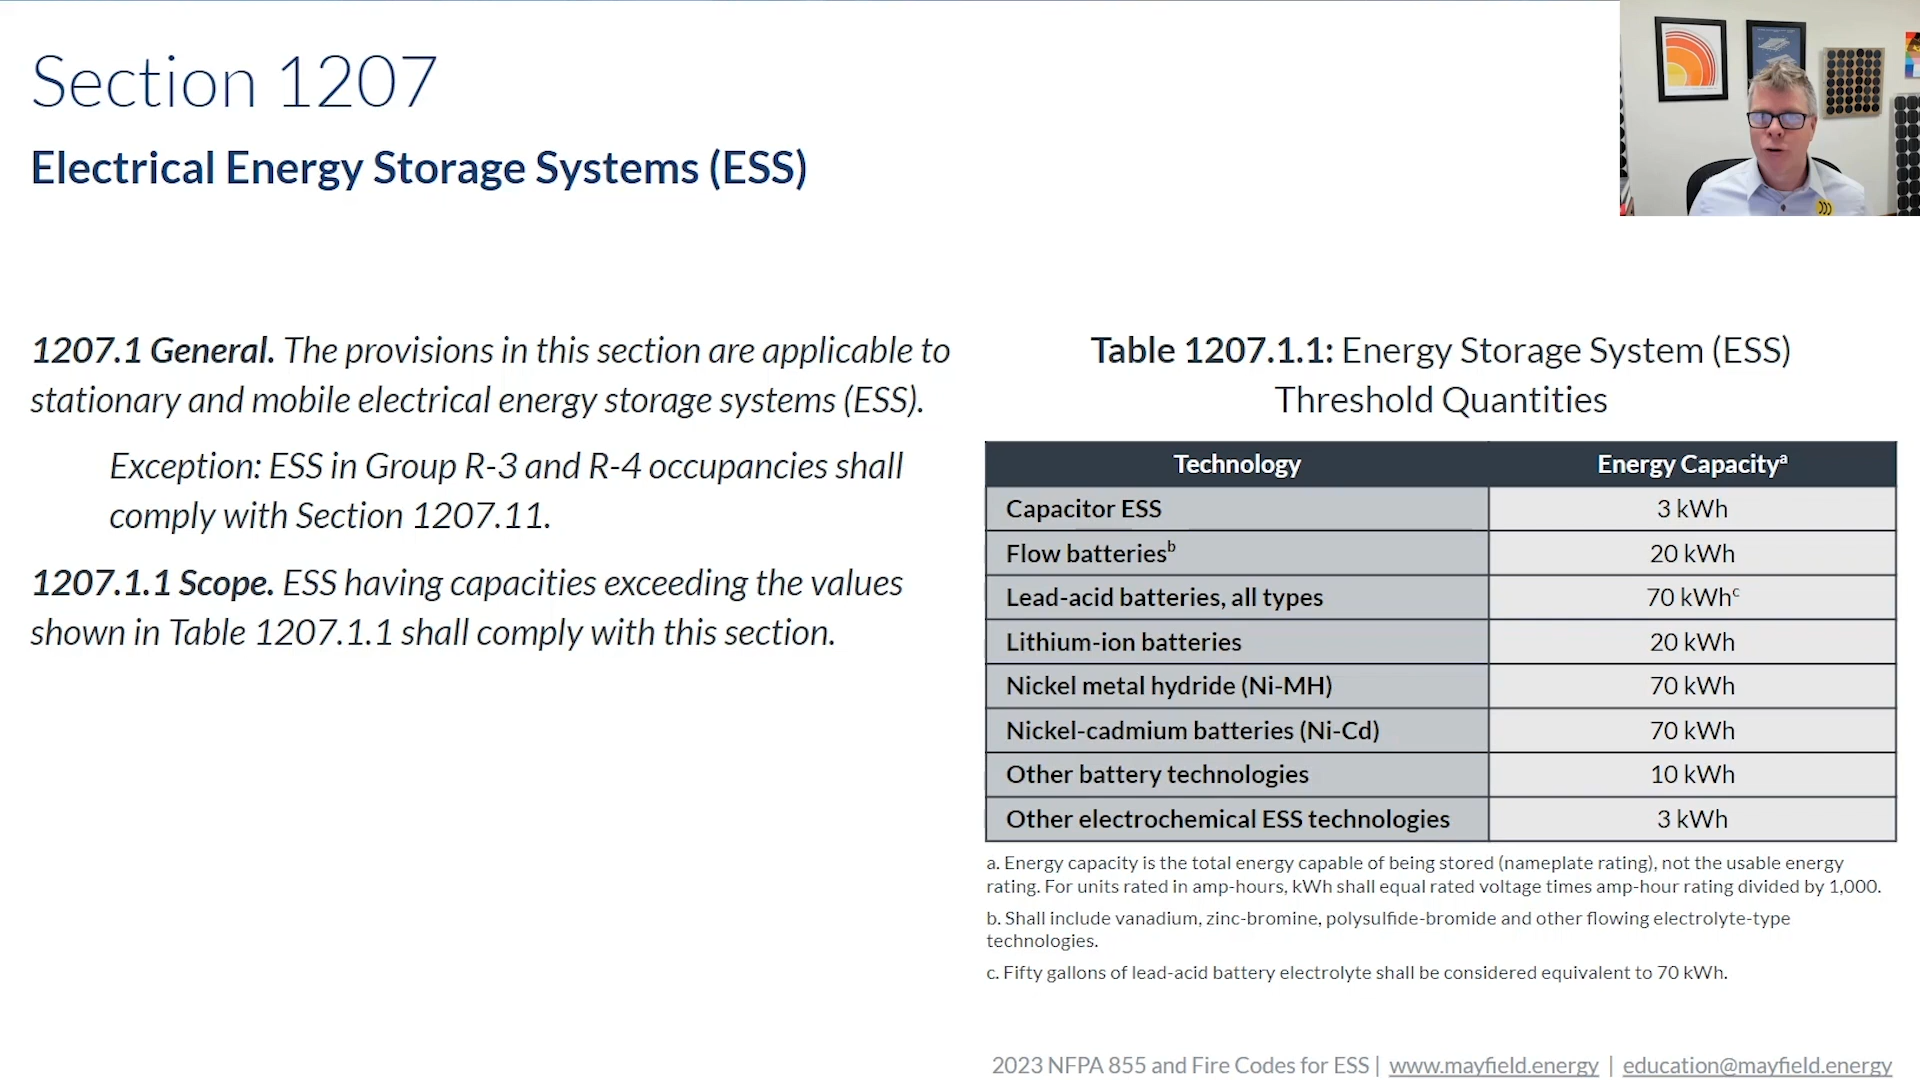 Section 1207
Electrical Energy Storage Systems (ESS)
1207.1 General. The provisions in this section are applicable to
stationary and mobile electrical energy storage systems (ESS).
Exception: ESS in Group R-3 and R-4 occupancies shall
comply with Section 1207.11.
1207.1.1 Scope. ESS having capacities exceeding the values
shown in Table 1207.1.1 shall comply with this section.
Table 1207.1.1: Energy Storage System (ESS)
Threshold Quantities
Technology Energy Capacityᵃ
Capacitor ESS 3 kWh
Flow batteriesᵇ 20 kWh
Lead-acid batteries, all types 70 kWhᶜ
Lithium-ion batteries 20 kWh
Nickel metal hydride (Ni-MH) 70 kWh
Nickel-cadmium batteries (Ni-Cd) 70 kWh
Other battery technologies 10 kWh
Other electrochemical ESS technologies 3 kWh
a. Energy capacity is the total energy capable of being stored (nameplate rating), not the usable energy
rating. For units rated in amp-hours, kWh shall equal rated voltage times amp-hour rating divided by 1,000.
b. Shall include vanadium, zinc-bromine, polysulfide-bromide and other flowing electrolyte-type
technologies.
c. Fifty gallons of lead-acid battery electrolyte shall be considered equivalent to 70 kWh.
2023 NFPA 855 and Fire Codes for ESS | www.mayfield.energy | education@mayfield.energy